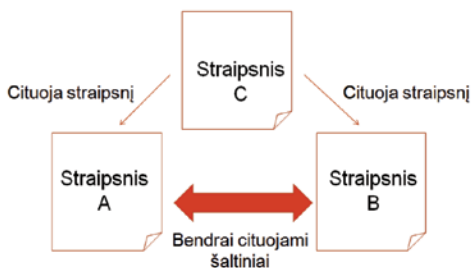 Straipsnis
C
Cituoja straipsnį
Cituoja straipsnį
Straipsnis
A
Straipsnis
B
Bendrai cituojami
šaltiniai